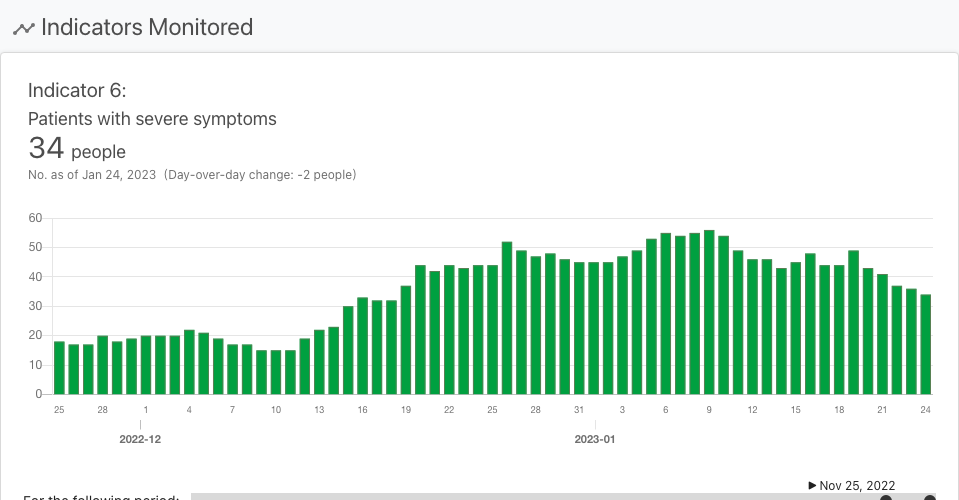 Indicators Monitored
Indicator 6:
Patients with severe symptoms
34 people
No. as of Jan 24, 2023 (Day-over-day change: -2 people)
60
50
40
30
20
10
0
25 28 1 4 7 10 13 16 19 22 25 28 31 3 6 9 12 15 18 21 24
2022-12 2023-01
▶ Nov 25, 2022
For the following period: